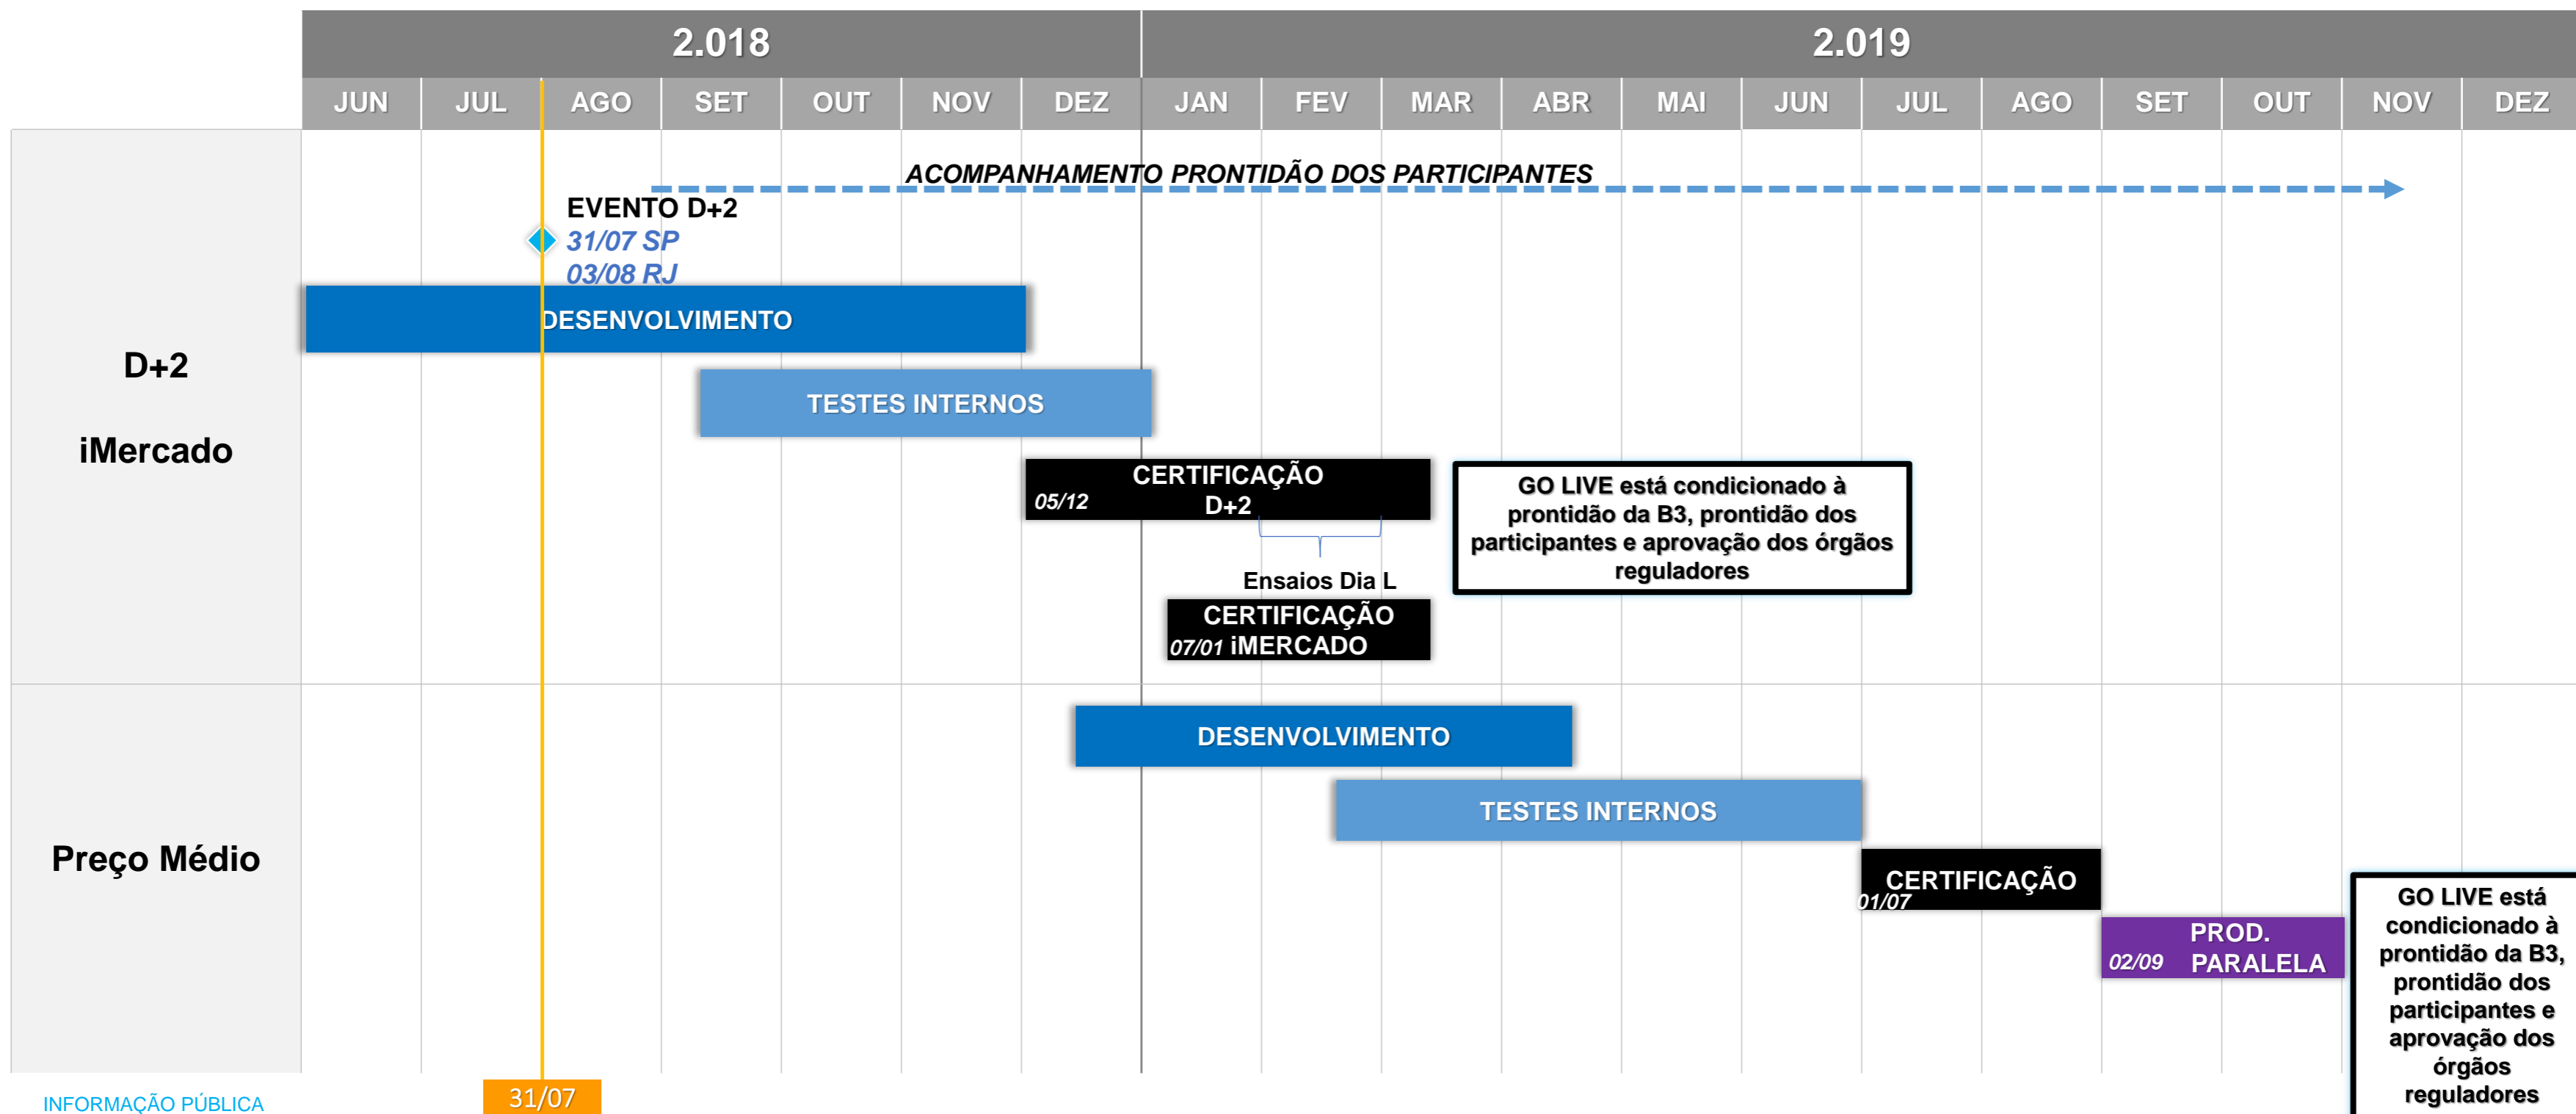 2.018
2.019
JUN JUL AGO SET OUT NOV DEZ JAN FEV MAR ABR MAI JUN JUL AGO SET OUT NOV DEZ
ACOMPANHAMENTO PRONTIDÃO DOS PARTICIPANTES
EVENTO D+2
31/07 SP
03/08 RJ
D+2
iMercado
DESENVOLVIMENTO
TESTES INTERNOS
CERTIFICAÇÃO
05/12 D+2
Ensaios Dia L
GO LIVE está condicionado à
prontidão da B3, prontidão dos
participantes e aprovação dos órgãos
reguladores
CERTIFICAÇÃO
07/01 iMERCADO
Preço Médio
DESENVOLVIMENTO
TESTES INTERNOS
CERTIFICAÇÃO
01/07
PROD.
02/09 PARALELA
GO LIVE está
condicionado à
prontidão da B3,
prontidão dos
participantes e
aprovação dos
órgãos
reguladores
31/07
INFORMAÇÃO PÚBLICA